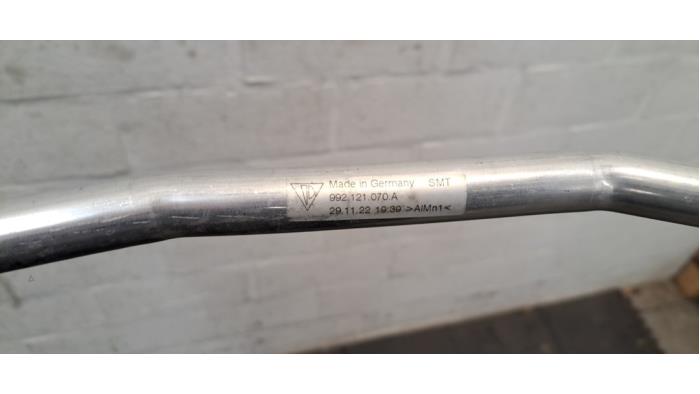 Made in Germany SMT
992.121.070.A
29.11.22 19:39 >AlMn1<